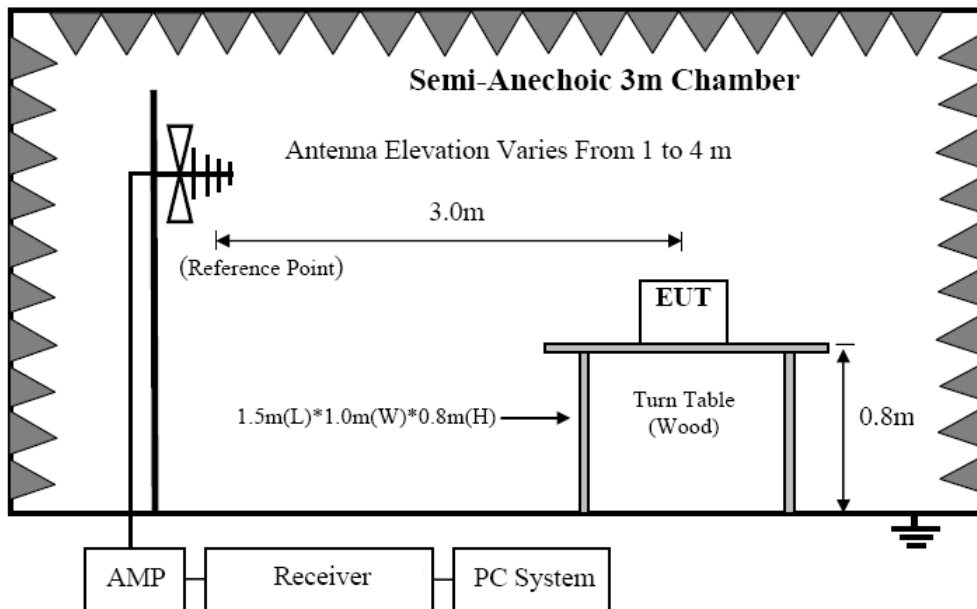 Semi-Anechoic 3m Chamber
Antenna Elevation Varies From 1 to 4 m
3.0m
(Reference Point)
EUT
1.5m(L)*1.0m(W)*0.8m(H)
Turn Table
(Wood)
0.8m
AMP
Receiver
PC System